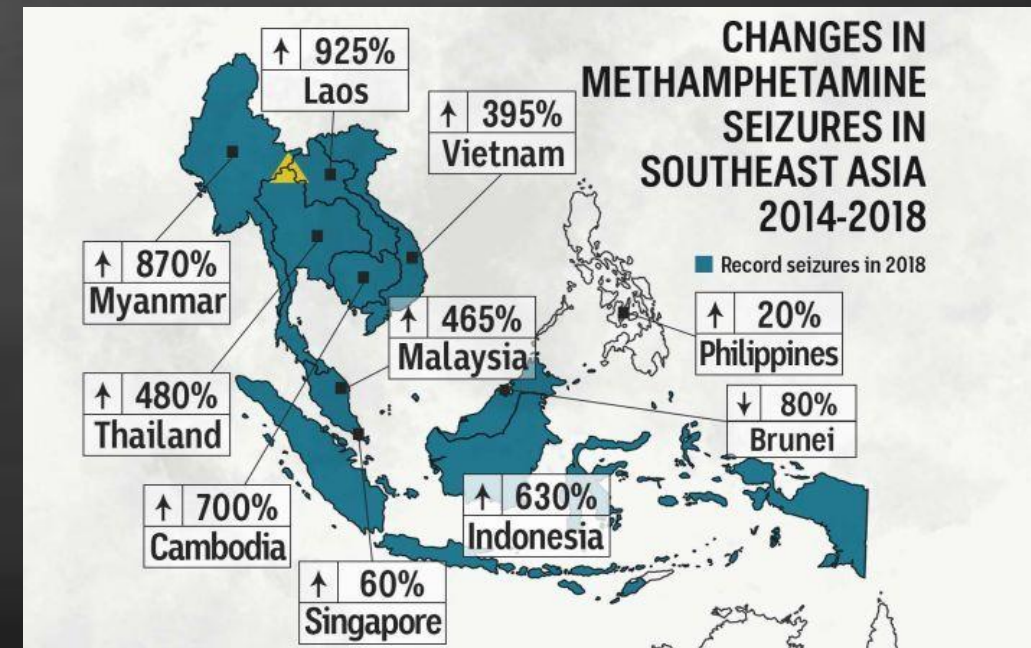 CHANGES IN
METHAMPHETAMINE
SEIZURES IN
SOUTHEAST ASIA
2014-2018
Record seizures in 2018
↑ 925%
Laos
↑ 395%
Vietnam
↑ 870%
Myanmar
↑ 465%
Malaysia
↑ 20%
Philippines
↑ 480%
Thailand
↓ 80%
Brunei
↑ 700%
Cambodia
↑ 630%
Indonesia
↑ 60%
Singapore